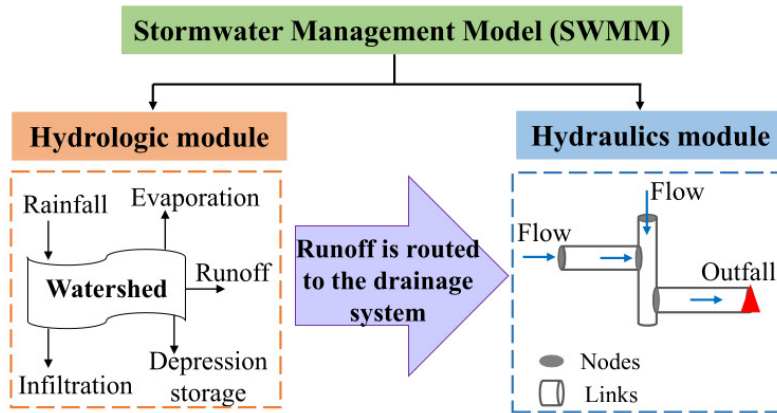 Stormwater Management Model (SWMM)
Hydrologic module
Hydraulics module
Rainfall
Evaporation
Watershed
Runoff
Infiltration
Depression
storage
Runoff is routed
to the drainage
system
Flow
Flow
Outfall
Nodes
Links